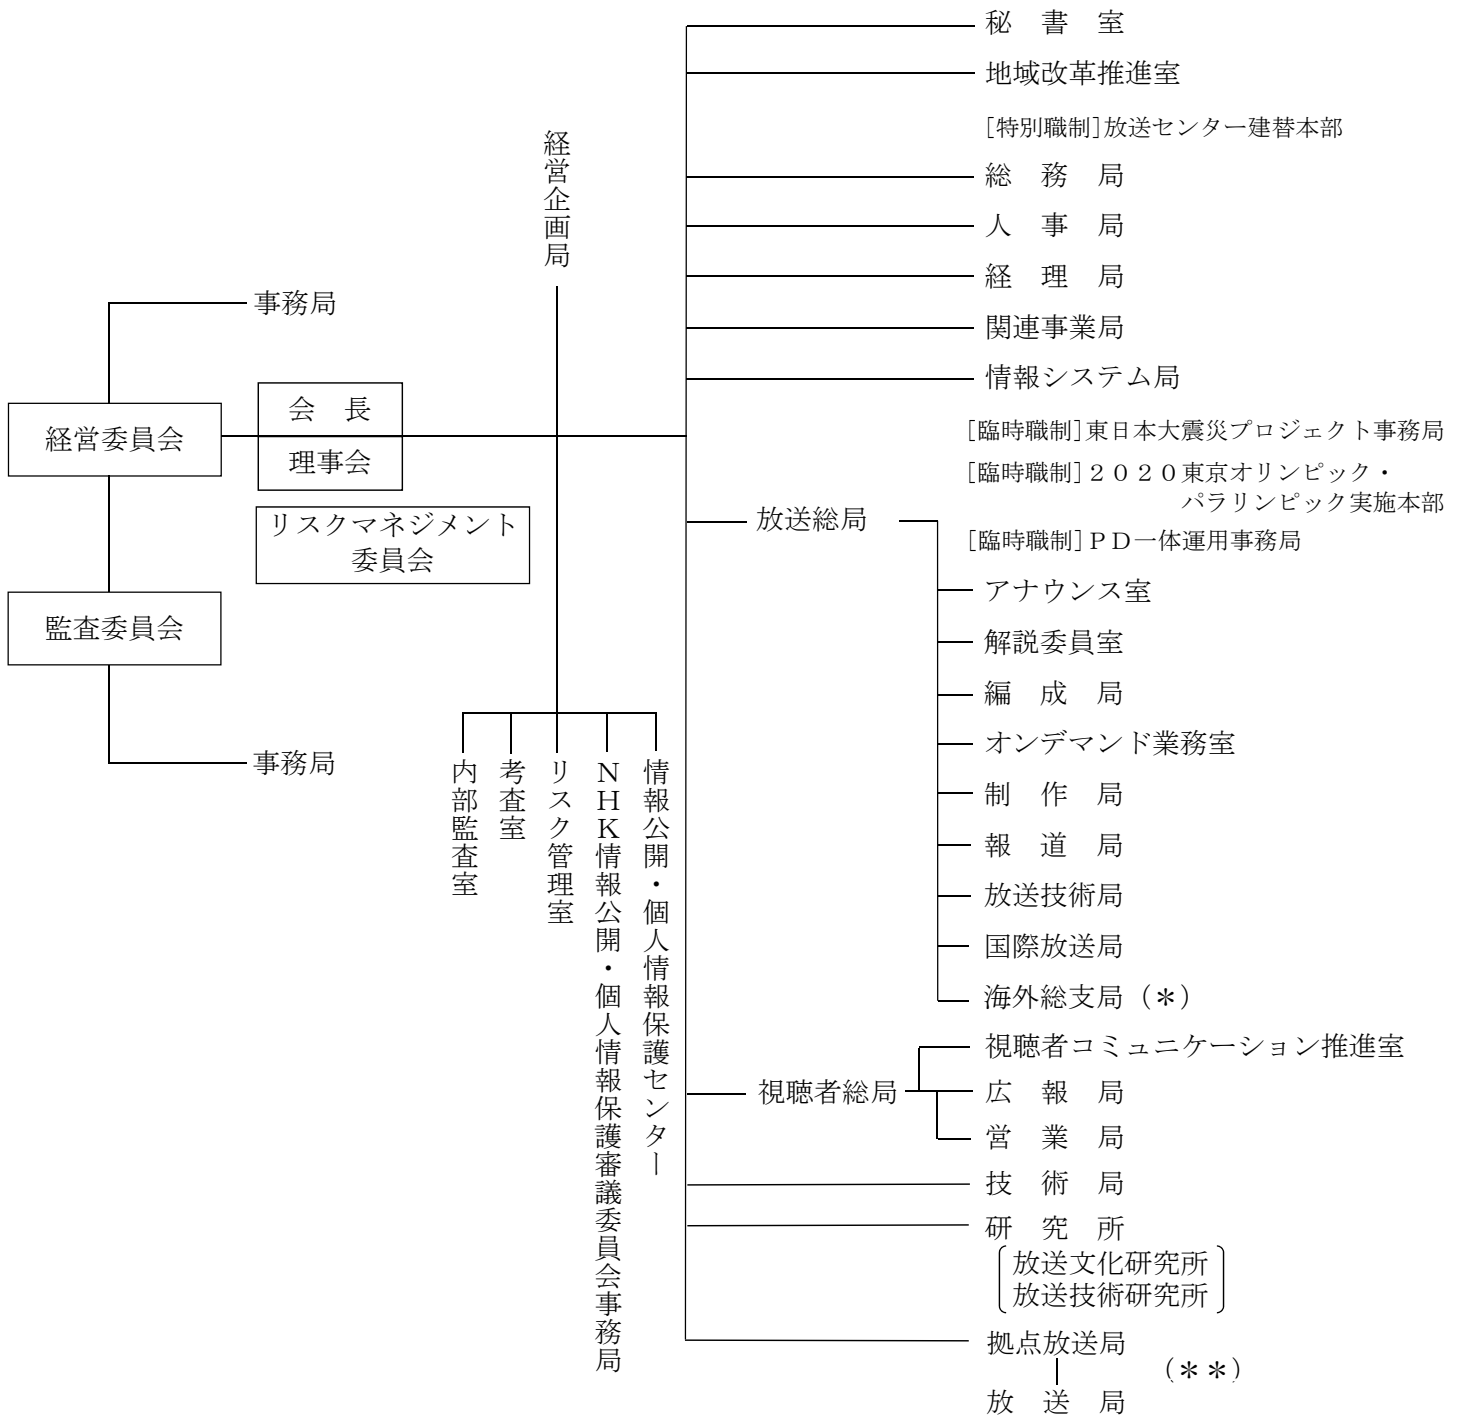 秘　書　室
地域改革推進室
[特別職制]放送センター建替本部
経営企画局
総　務　局
人　事　局
経　理　局
関連事業局
情報システム局
事務局
会　長
経営委員会
理事会
リスクマネジメント
委員会
監査委員会
事務局
[臨時職制]東日本大震災プロジェクト事務局
[臨時職制]２０２０東京オリンピック・
パラリンピック実施本部
[臨時職制]ＰＤ一体運用事務局
放送総局
アナウンス室
解説委員室
編　成　局
オンデマンド業務室
制　作　局
報　道　局
放送技術局
国際放送局
海外総支局（＊）
内部監査室
考査室
リスク管理室
ＮＨＫ情報公開・個人情報保護審議委員会事務局
情報公開・個人情報保護センター
視聴者総局
視聴者コミュニケーション推進室
広　報　局
営　業　局
技　術　局
研　究　所
放送文化研究所
放送技術研究所
拠点放送局
（＊＊）
放　送　局